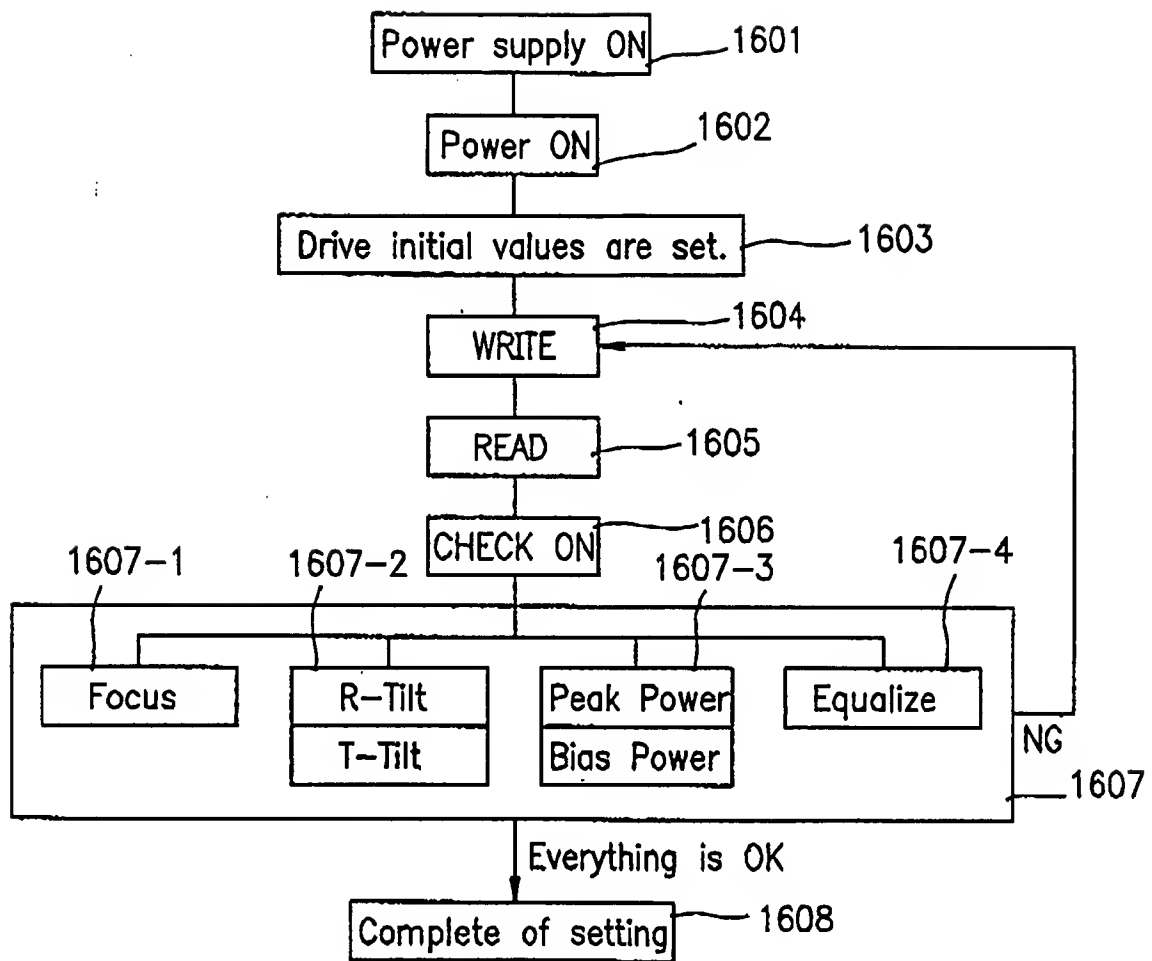 Power supply ON
1601
Power ON
1602
Drive initial values are set.
1603
WRITE
1604
READ
1605
CHECK ON
1606
1607-1
1607-2
1607-3
1607-4
Focus
R-Tilt
T-Tilt
Peak Power
Bias Power
Equalize
NG
1607
Everything is OK
Complete of setting
1608